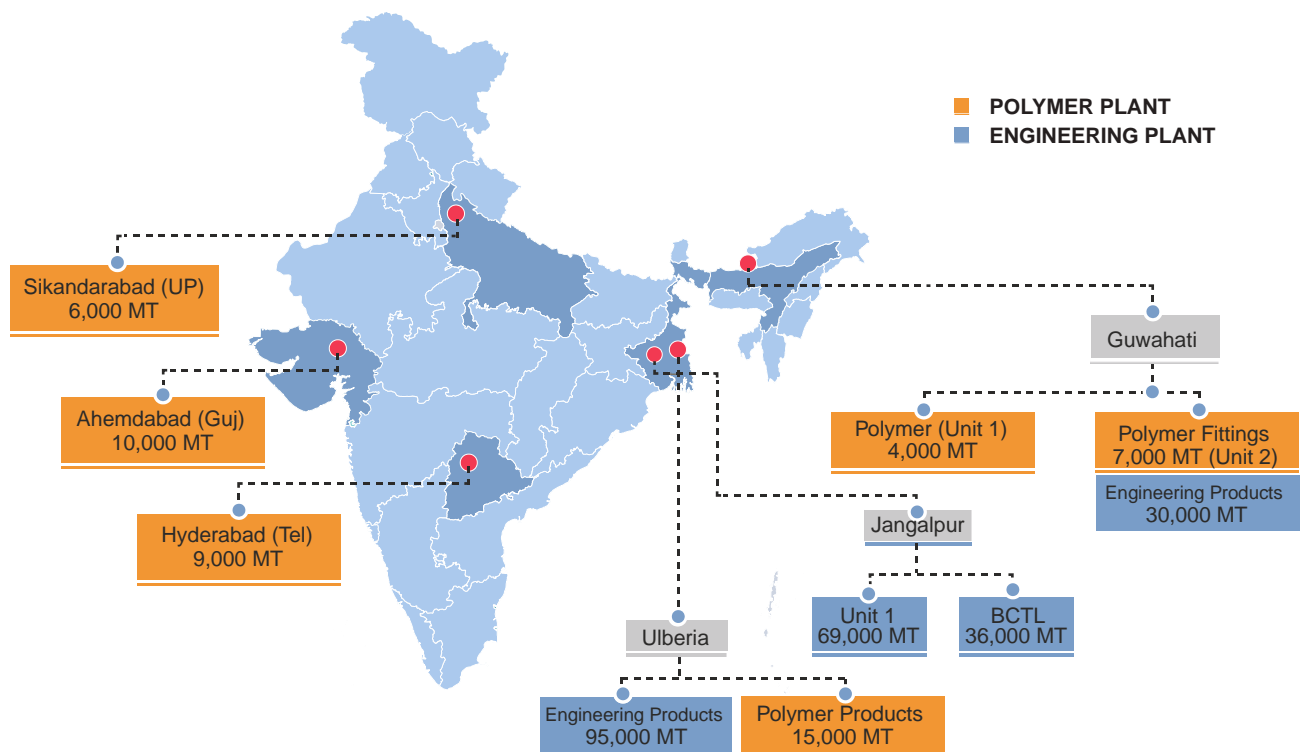 POLYMER PLANT
ENGINEERING PLANT
Sikandarabad (UP)
6,000 MT
Ahemdabad (Guj)
10,000 MT
Hyderabad (Tel)
9,000 MT
Guwahati
Polymer (Unit 1)
4,000 MT
Polymer Fittings
7,000 MT (Unit 2)
Engineering Products
30,000 MT
Jangalpur
Unit 1
69,000 MT
BCTL
36,000 MT
Ulberia
Engineering Products
95,000 MT
Polymer Products
15,000 MT